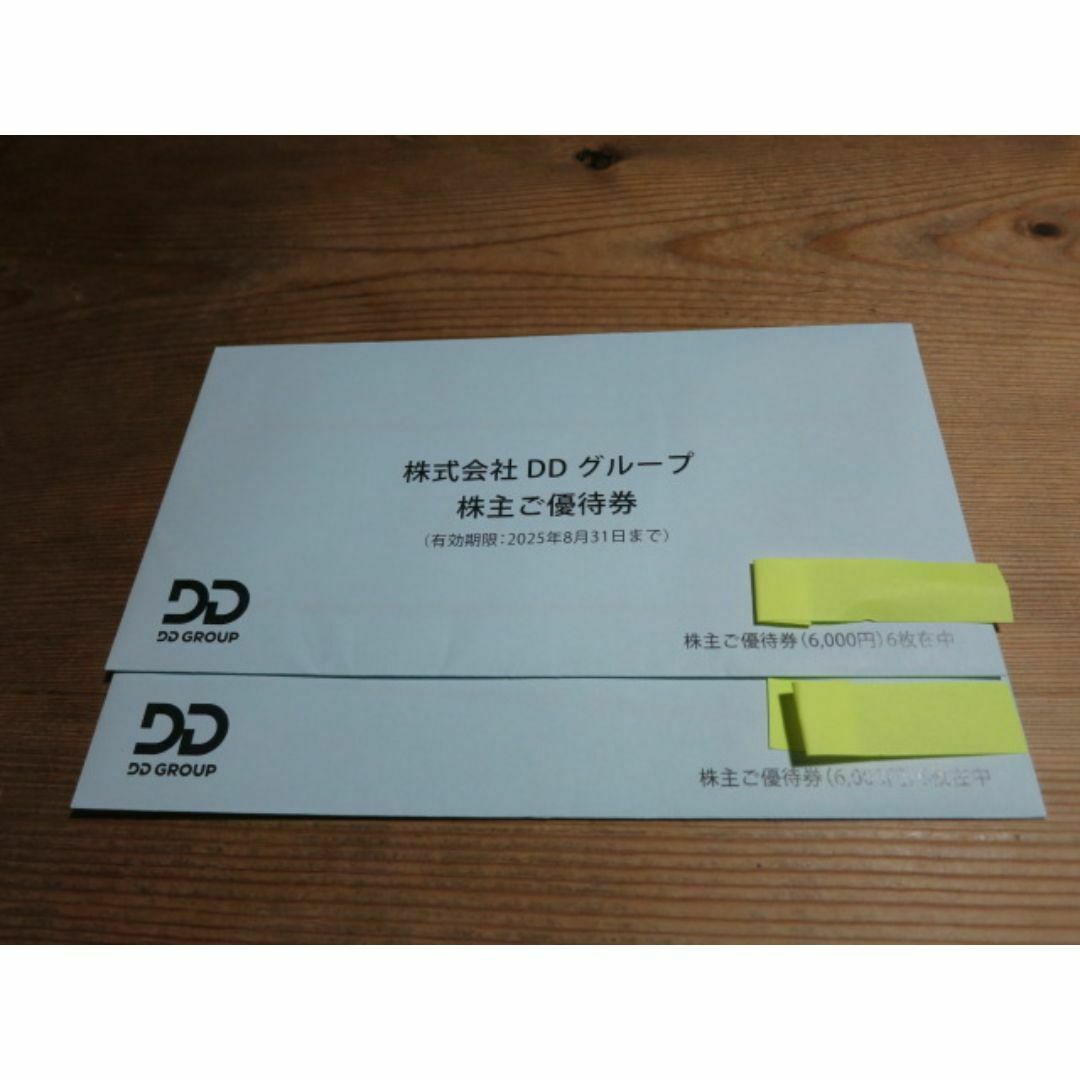 株式会社 DD グループ
株主ご優待券
(有効期限:2025年8月31日まで)
DD
DD GROUP
株主ご優待券(6,000円)6枚在中
DD
DD GROUP
株主ご優待券(6,0